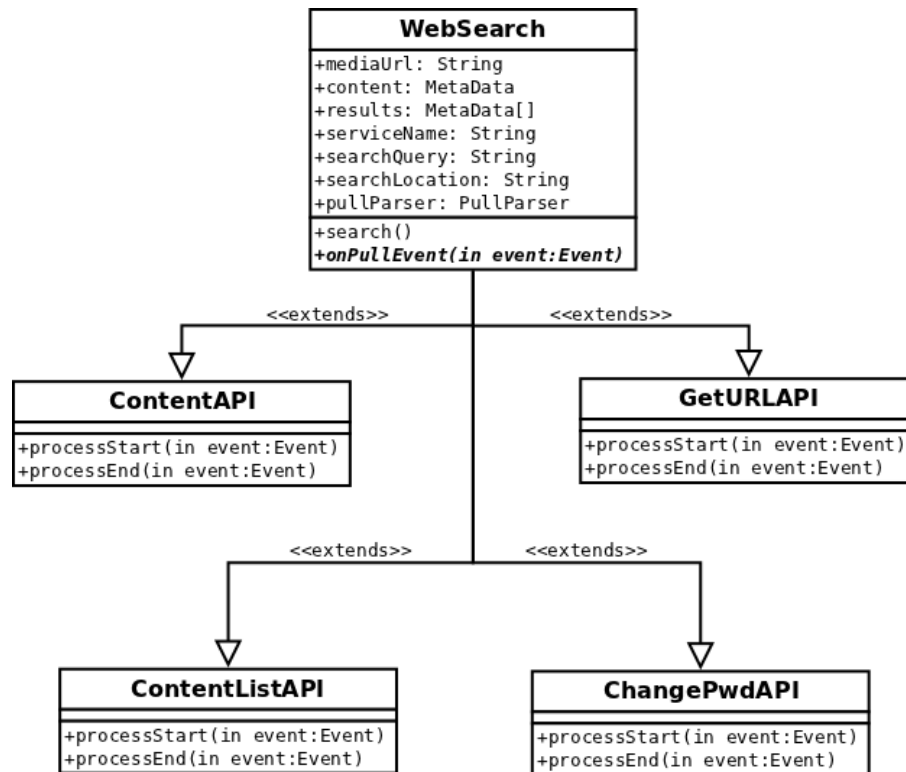 WebSearch
+mediaUrl: String
+content: MetaData
+results: MetaData[]
+serviceName: String
+searchQuery: String
+searchLocation: String
+pullParser: PullParser
+search()
+onPullEvent(in event:Event)
<<extends>>
<<extends>>
ContentAPI
+processStart(in event:Event)
+processEnd(in event:Event)
GetURLAPI
+processStart(in event:Event)
+processEnd(in event:Event)
<<extends>>
<<extends>>
ContentListAPI
+processStart(in event:Event)
+processEnd(in event:Event)
ChangePwdAPI
+processStart(in event:Event)
+processEnd(in event:Event)